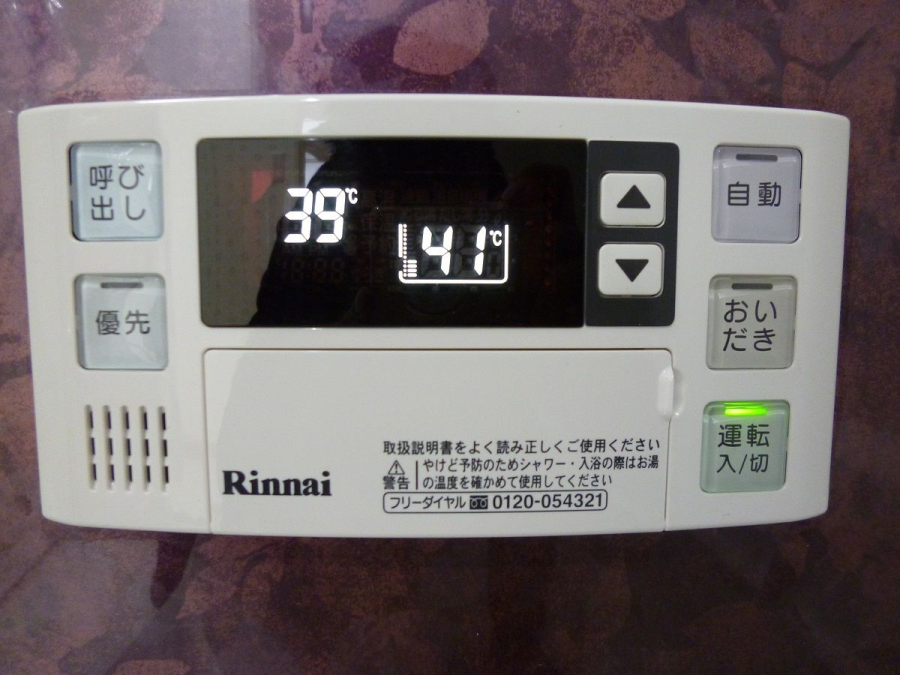 呼び
出し
優先
39℃
41℃
▲
▼
自動
おい
だき
運転
入/切
Rinnai
取扱説明書をよく読み正しくご使用ください
⚠警告
やけど予防のためシャワー・入浴の際はお湯
の温度を確かめて使用してください
フリーダイヤル 0120-054321